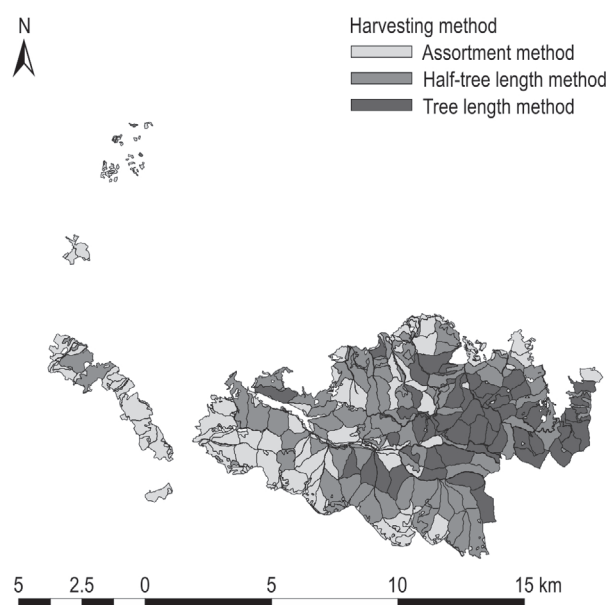 N
Harvesting method
Assortment method
Half-tree length method
Tree length method
5 2.5 0 5 10 15 km